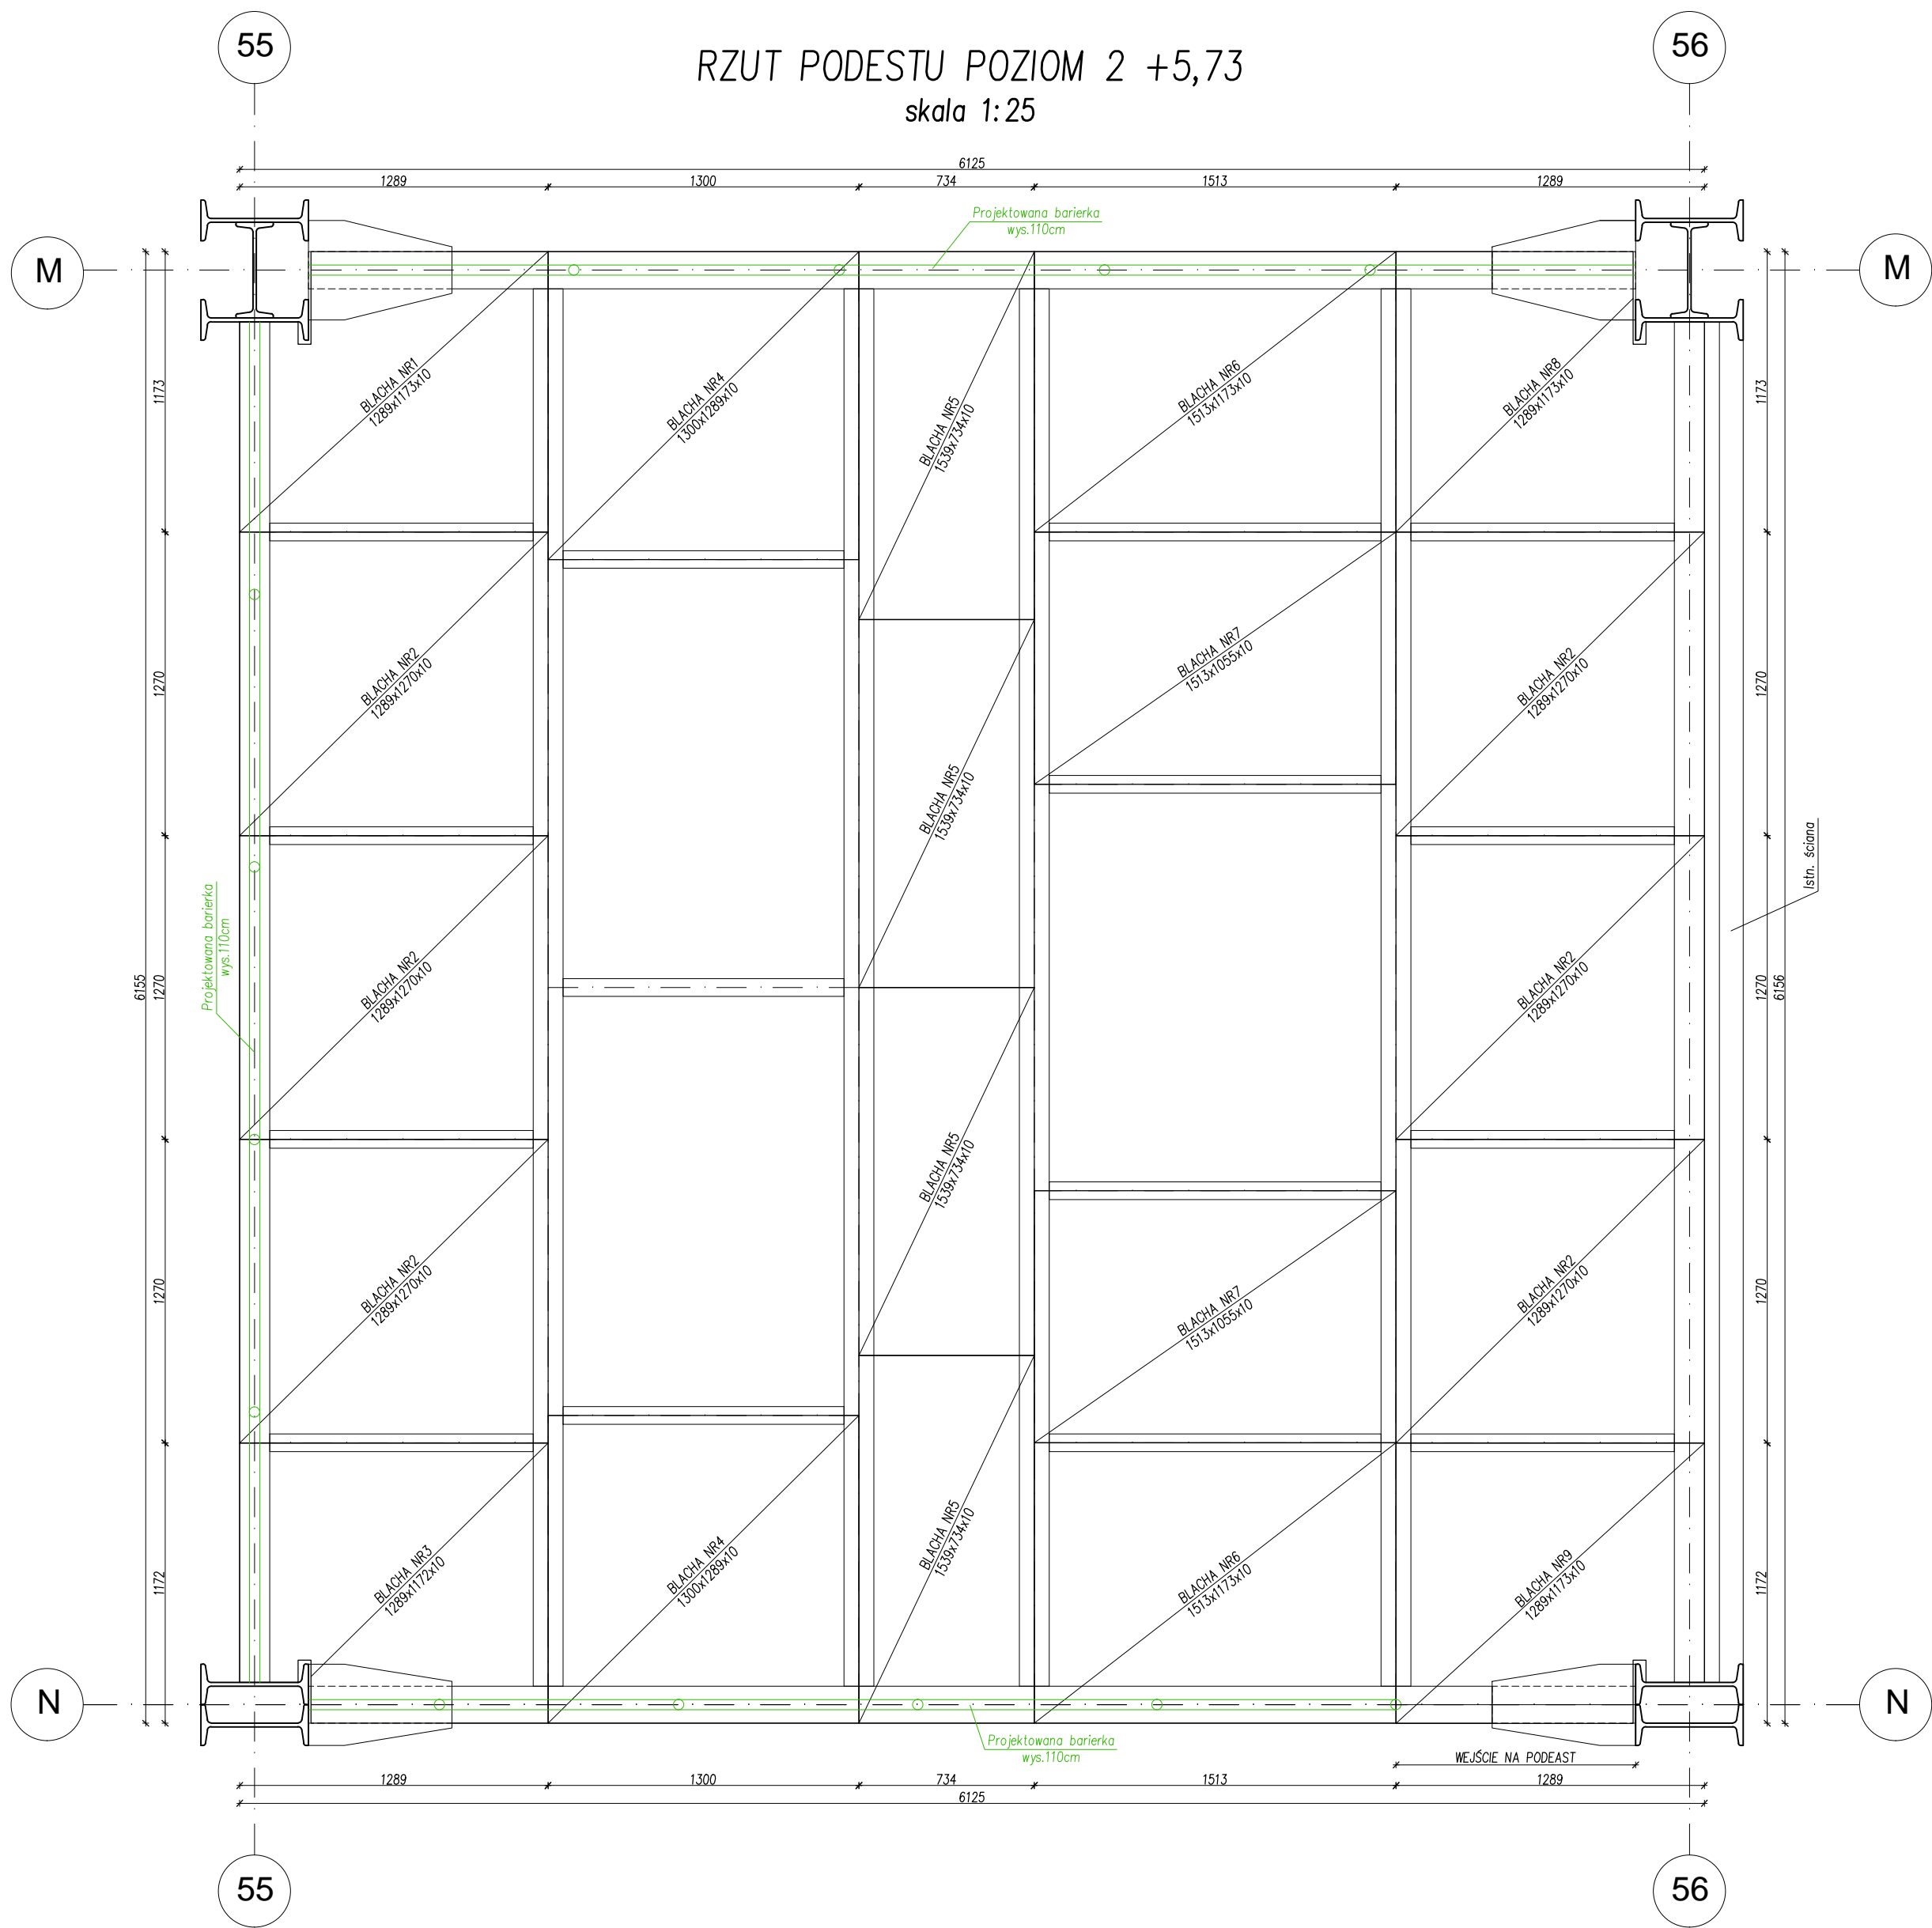 55
56
RZUT PODESTU POZIOM 2 +5,73
skala 1:25
6125
1289
1300
734
1513
1289
Projektowana barierka
wys.110cm
M
M
1173
BLACHA NR1
1289x1173x10
BLACHA NR4
1300x1289x10
BLACHA NR5
1539x734x10
BLACHA NR6
1513x1173x10
BLACHA NR8
1289x1173x10
1173
1270
BLACHA NR2
1289x1270x10
BLACHA NR7
1513x1055x10
BLACHA NR2
1289x1270x10
1270
BLACHA NR5
1539x734x10
Istn. ściana
Projektowana barierka
wys.110cm
6155
1270
BLACHA NR2
1289x1270x10
BLACHA NR2
1289x1270x10
1270
6156
BLACHA NR5
1539x734x10
1270
BLACHA NR2
1289x1270x10
BLACHA NR7
1513x1055x10
BLACHA NR2
1289x1270x10
1270
1172
BLACHA NR3
1289x1172x10
BLACHA NR4
1300x1289x10
BLACHA NR5
1539x734x10
BLACHA NR6
1513x1173x10
BLACHA NR9
1289x1173x10
1172
N
N
Projektowana barierka
wys.110cm
WEJŚCIE NA PODEAST
1289
1300
734
1513
1289
6125
55
56